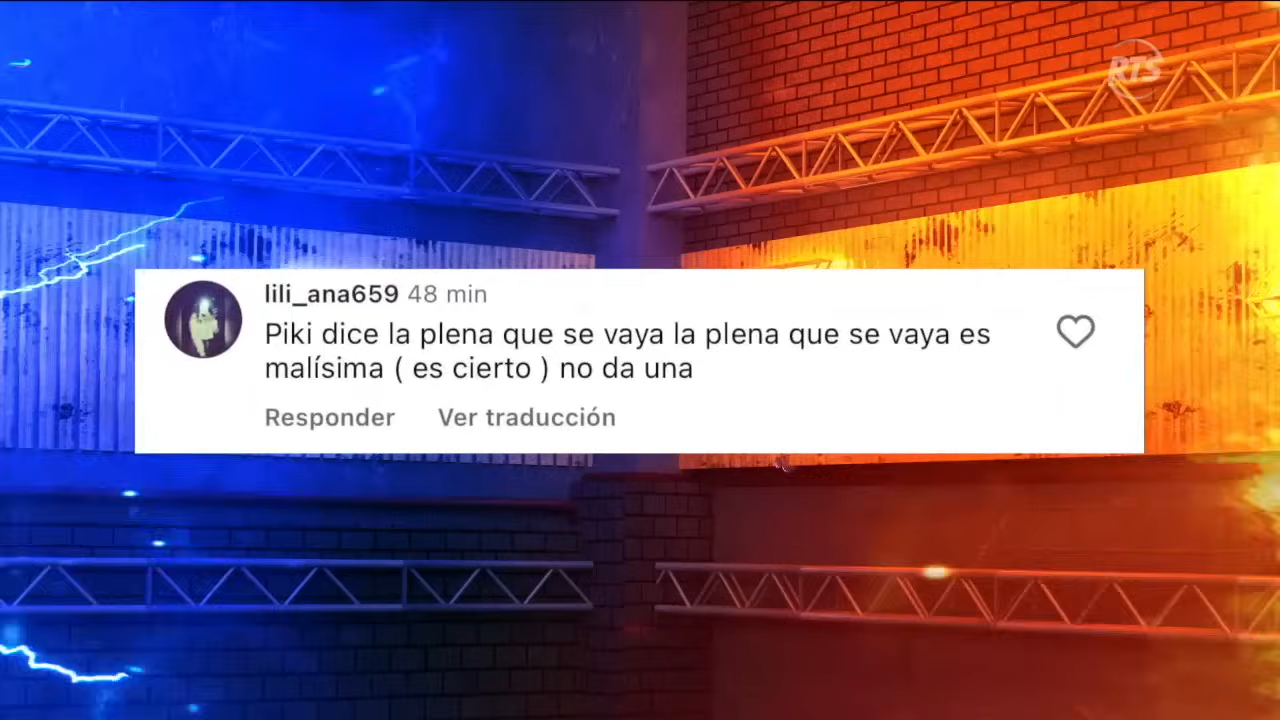 RTS
lili_ana659 48 min
Piki dice la plena que se vaya la plena que se vaya es
malísima ( es cierto ) no da una
Responder Ver traducción